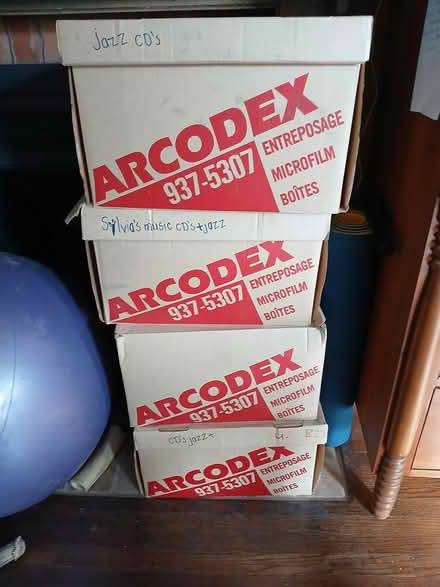 jazz CD's
ARCODEX
937-5307
ENTREPOSAGE
MICROFILM
BOÎTES
Sylvia's music CD's + jazz
ARCODEX
937-5307
ENTREPOSAGE
MICROFILM
BOÎTES
ARCODEX
937-5307
ENTREPOSAGE
MICROFILM
BOÎTES
CD's jazz+
ARCODEX
937-5307
ENTREPOSAGE
MICROFILM
BOÎTES